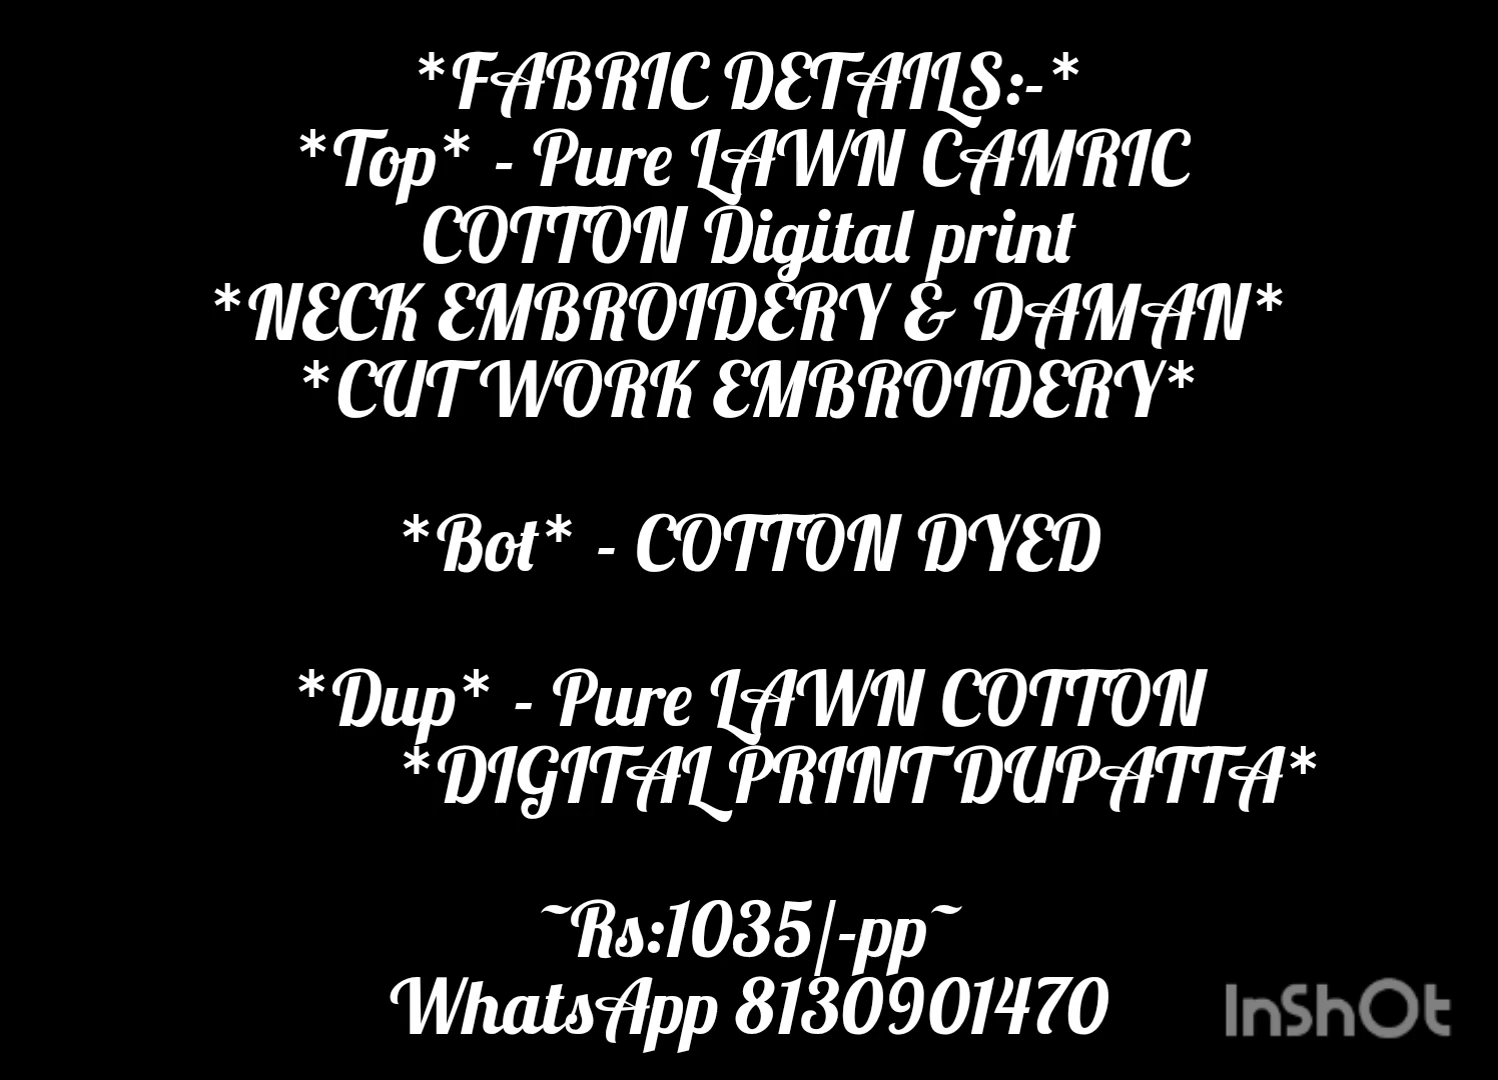 *FABRIC DETAILS:-*
*Top* - Pure LAWN CAMRIC
COTTON Digital print
*NECK EMBROIDERY & DAMAN*
*CUT WORK EMBROIDERY*
*Bot* - COTTON DYED
*Dup* - Pure LAWN COTTON
*DIGITAL PRINT DUPATTA*
~Rs:1035/-pp~
WhatsApp 8130901470
InShOt